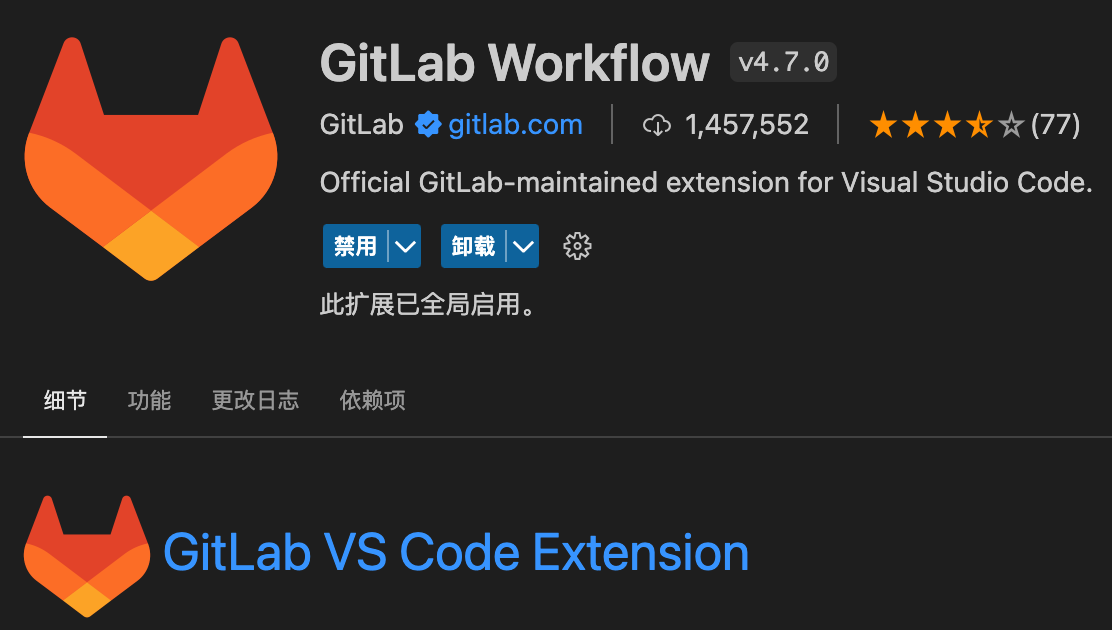 GitLab Workflow v4.7.0
GitLab gitlab.com 1,457,552 (77)
Official GitLab-maintained extension for Visual Studio Code.
禁用 卸载
此扩展已全局启用。
细节 功能 更改日志 依赖项
GitLab VS Code Extension